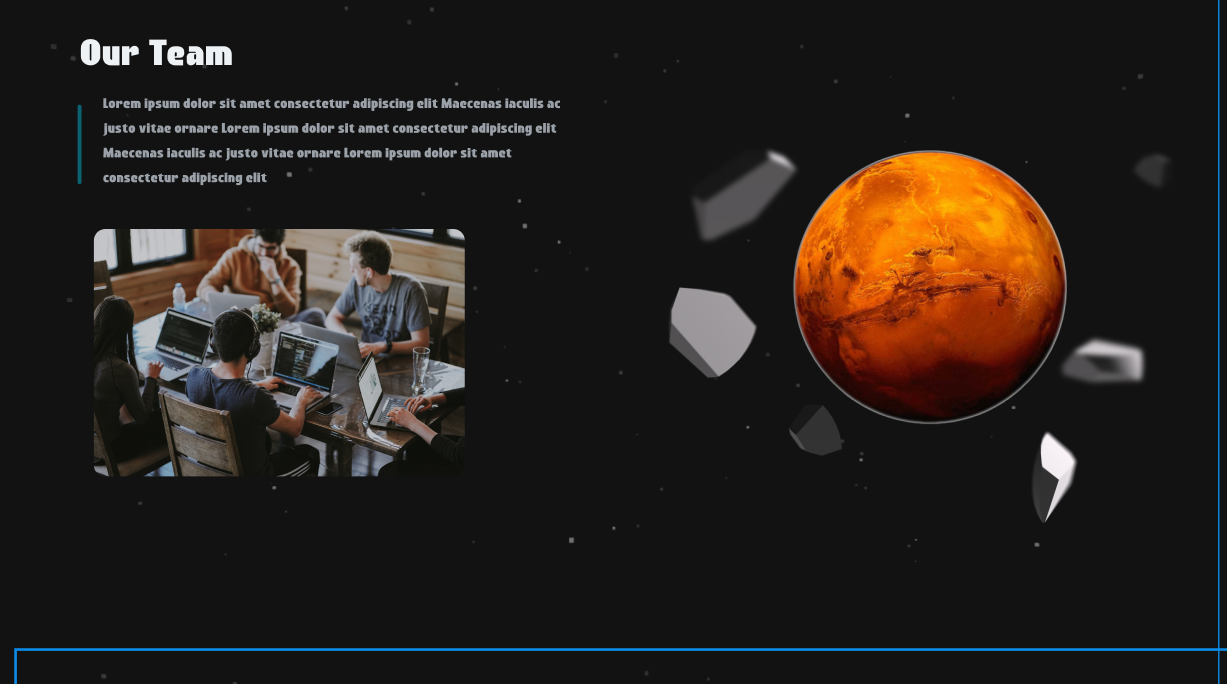 Our Team
Lorem ipsum dolor sit amet consectetur adipiscing elit Maecenas iaculis ac
justo vitae ornare Lorem ipsum dolor sit amet consectetur adipiscing elit
Maecenas iaculis ac justo vitae ornare Lorem ipsum dolor sit amet
consectetur adipiscing elit